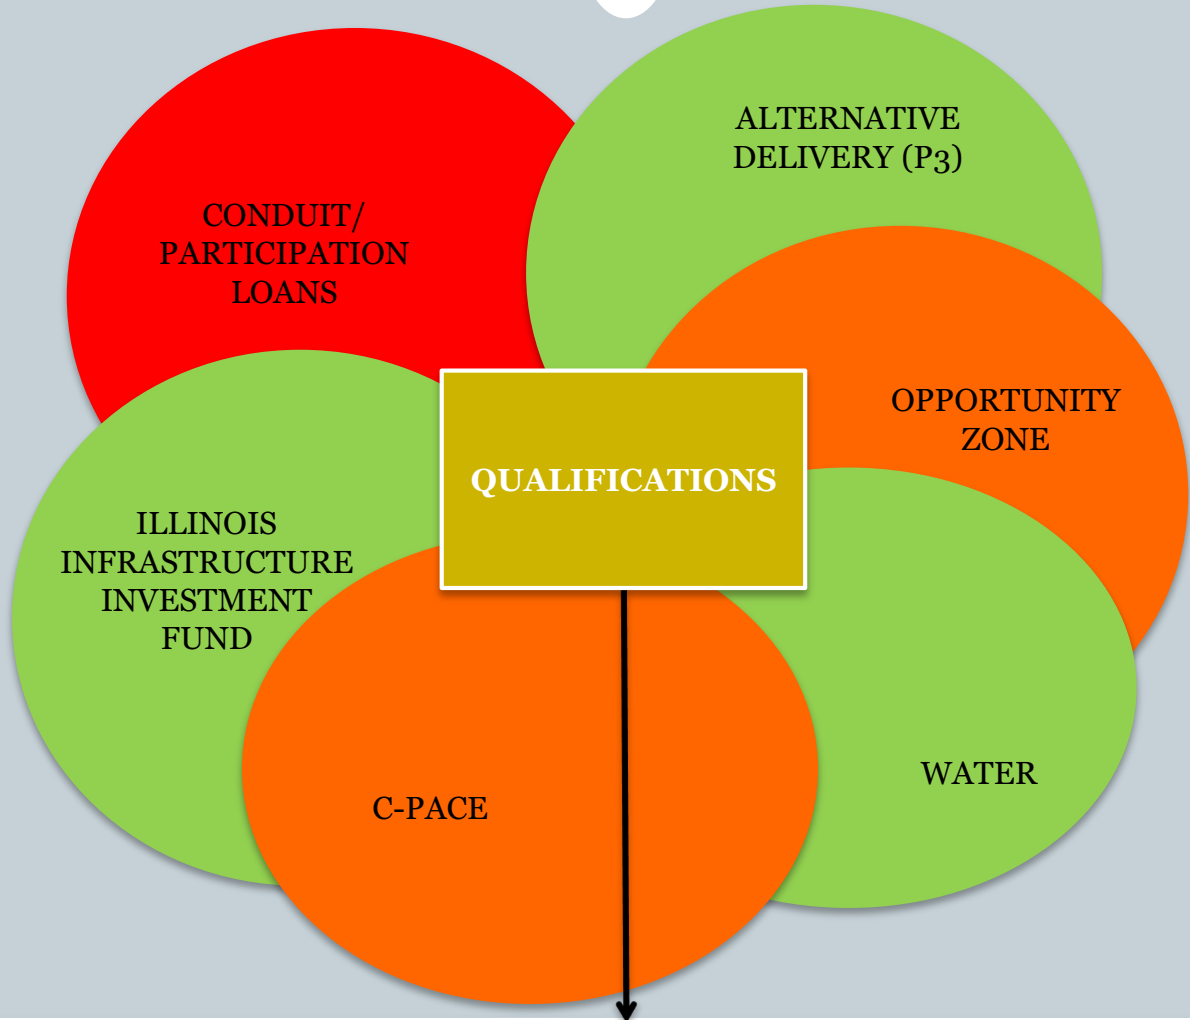 ALTERNATIVE
DELIVERY (P3)
CONDUIT/
PARTICIPATION
LOANS
OPPORTUNITY
ZONE
QUALIFICATIONS
ILLINOIS
INFRASTRUCTURE
INVESTMENT
FUND
WATER
C-PACE